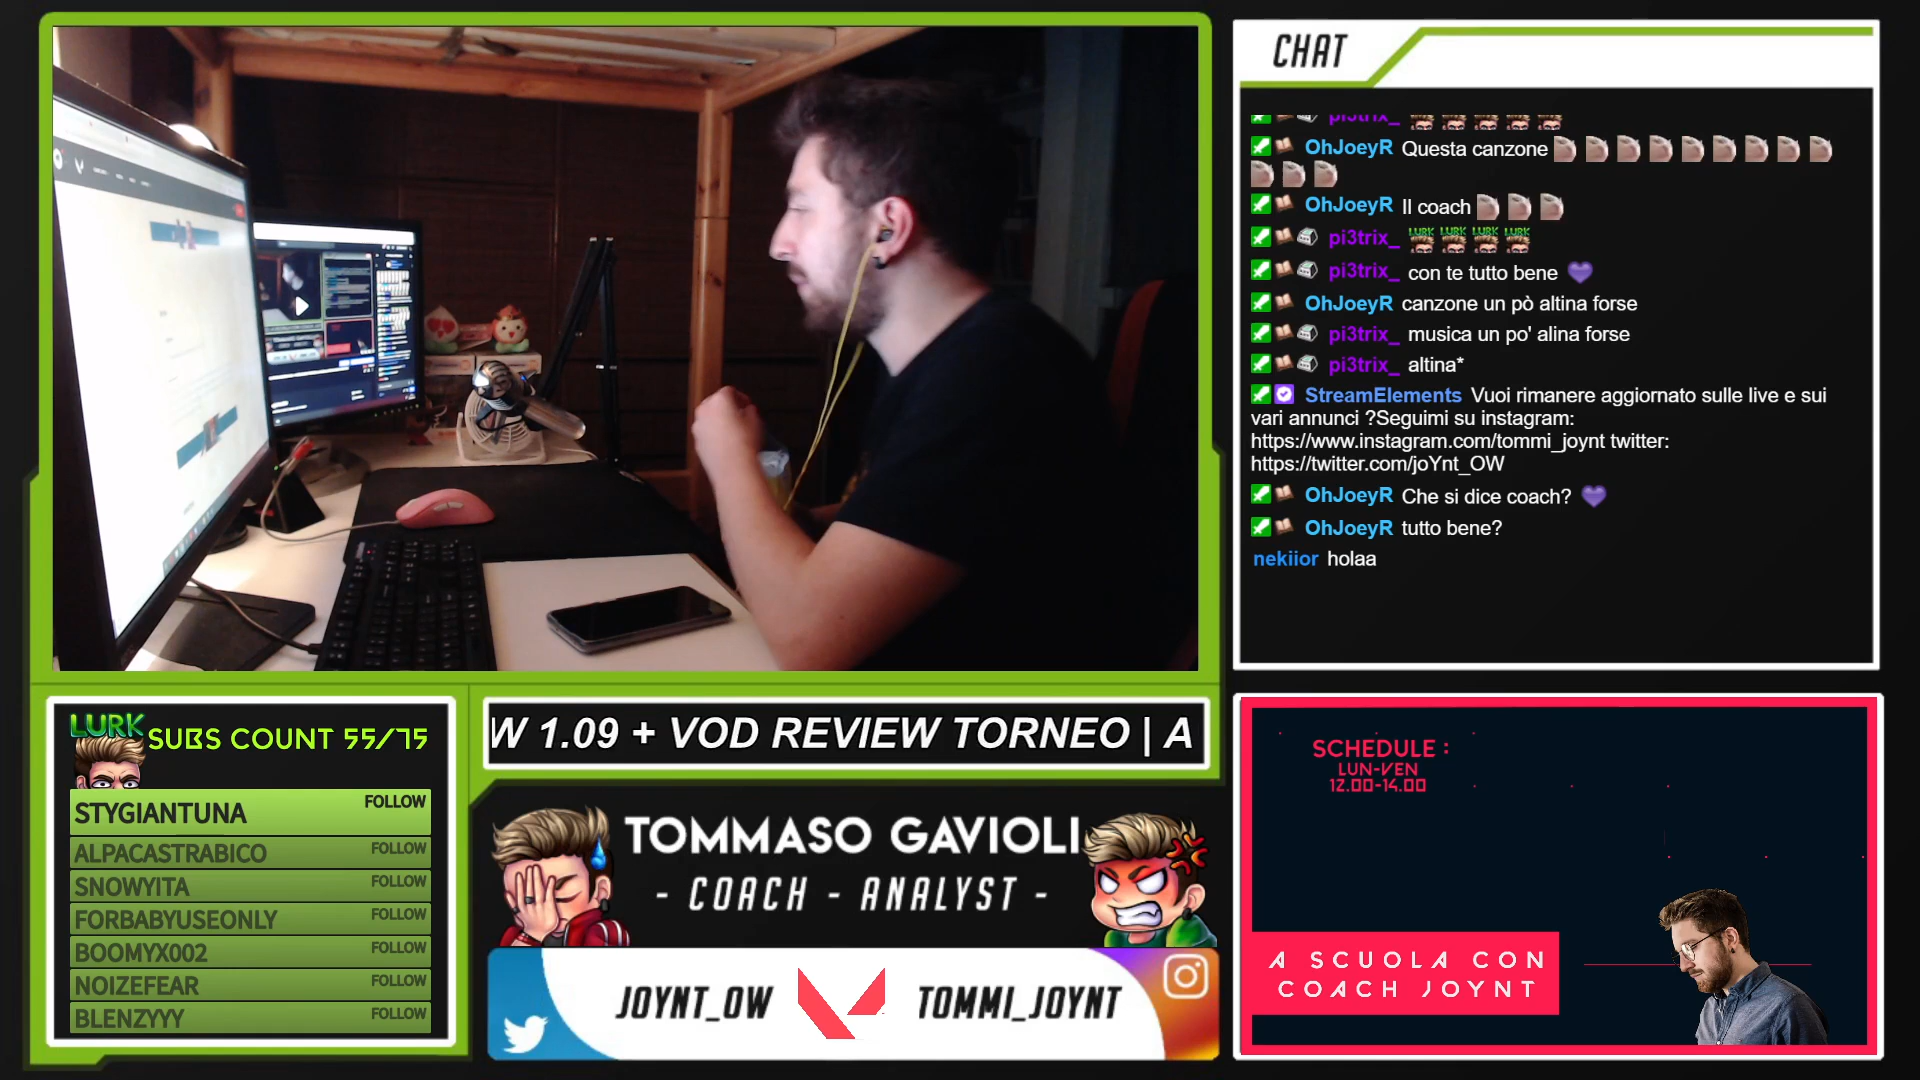 CHAT
pi3trix_
OhJoeyR Questa canzone
OhJoeyR Il coach
pi3trix_ LURK LURK LURK LURK
pi3trix_ con te tutto bene
OhJoeyR canzone un pò altina forse
pi3trix_ musica un po' alina forse
pi3trix_ altina*
StreamElements Vuoi rimanere aggiornato sulle live e sui
vari annunci ?Seguimi su instagram:
https://www.instagram.com/tommi_joynt twitter:
https://twitter.com/joYnt_OW
OhJoeyR Che si dice coach?
OhJoeyR tutto bene?
nekiior holaa
LURK
SUBS COUNT 55/75
STYGIANTUNA FOLLOW
ALPACASTRABICO FOLLOW
SNOWYITA FOLLOW
FORBABYUSEONLY FOLLOW
BOOMYX002 FOLLOW
NOIZEFEAR FOLLOW
BLENZYYY FOLLOW
W 1.09 + VOD REVIEW TORNEO | A
TOMMASO GAVIOLI
- COACH - ANALYST -
JOYNT_OW TOMMI_JOYNT
SCHEDULE :
LUN-VEN
12.00-14.00
A SCUOLA CON
COACH JOYNT